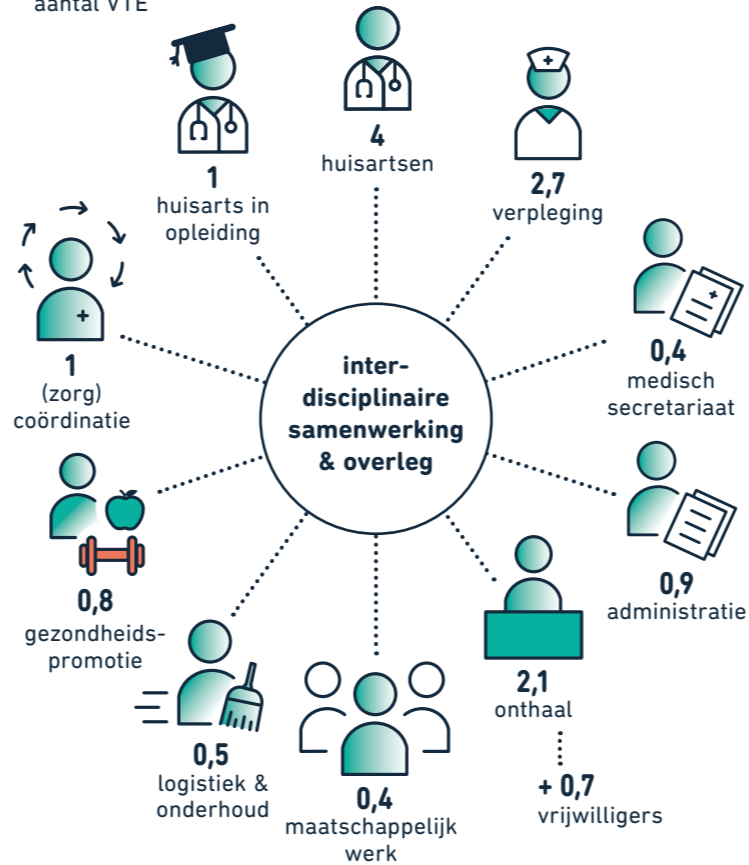 aantal VTE
4
huisartsen
1
huisarts in
opleiding
2,7
verpleging
0,4
medisch
secretariaat
1
(zorg)
coördinatie
inter-
disciplinaire
samenwerking
& overleg
0,9
administratie
0,8
gezondheids-
promotie
2,1
onthaal
+ 0,7
vrijwilligers
0,5
logistiek &
onderhoud
0,4
maatschappelijk
werk